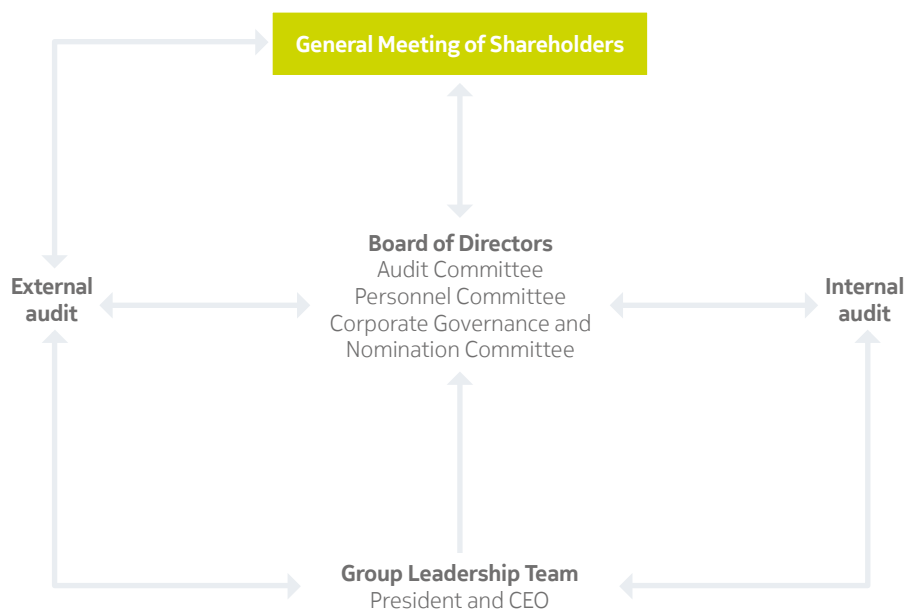 General Meeting of Shareholders
Board of Directors
Audit Committee
Personnel Committee
Corporate Governance and
Nomination Committee
External
audit
Internal
audit
Group Leadership Team
President and CEO